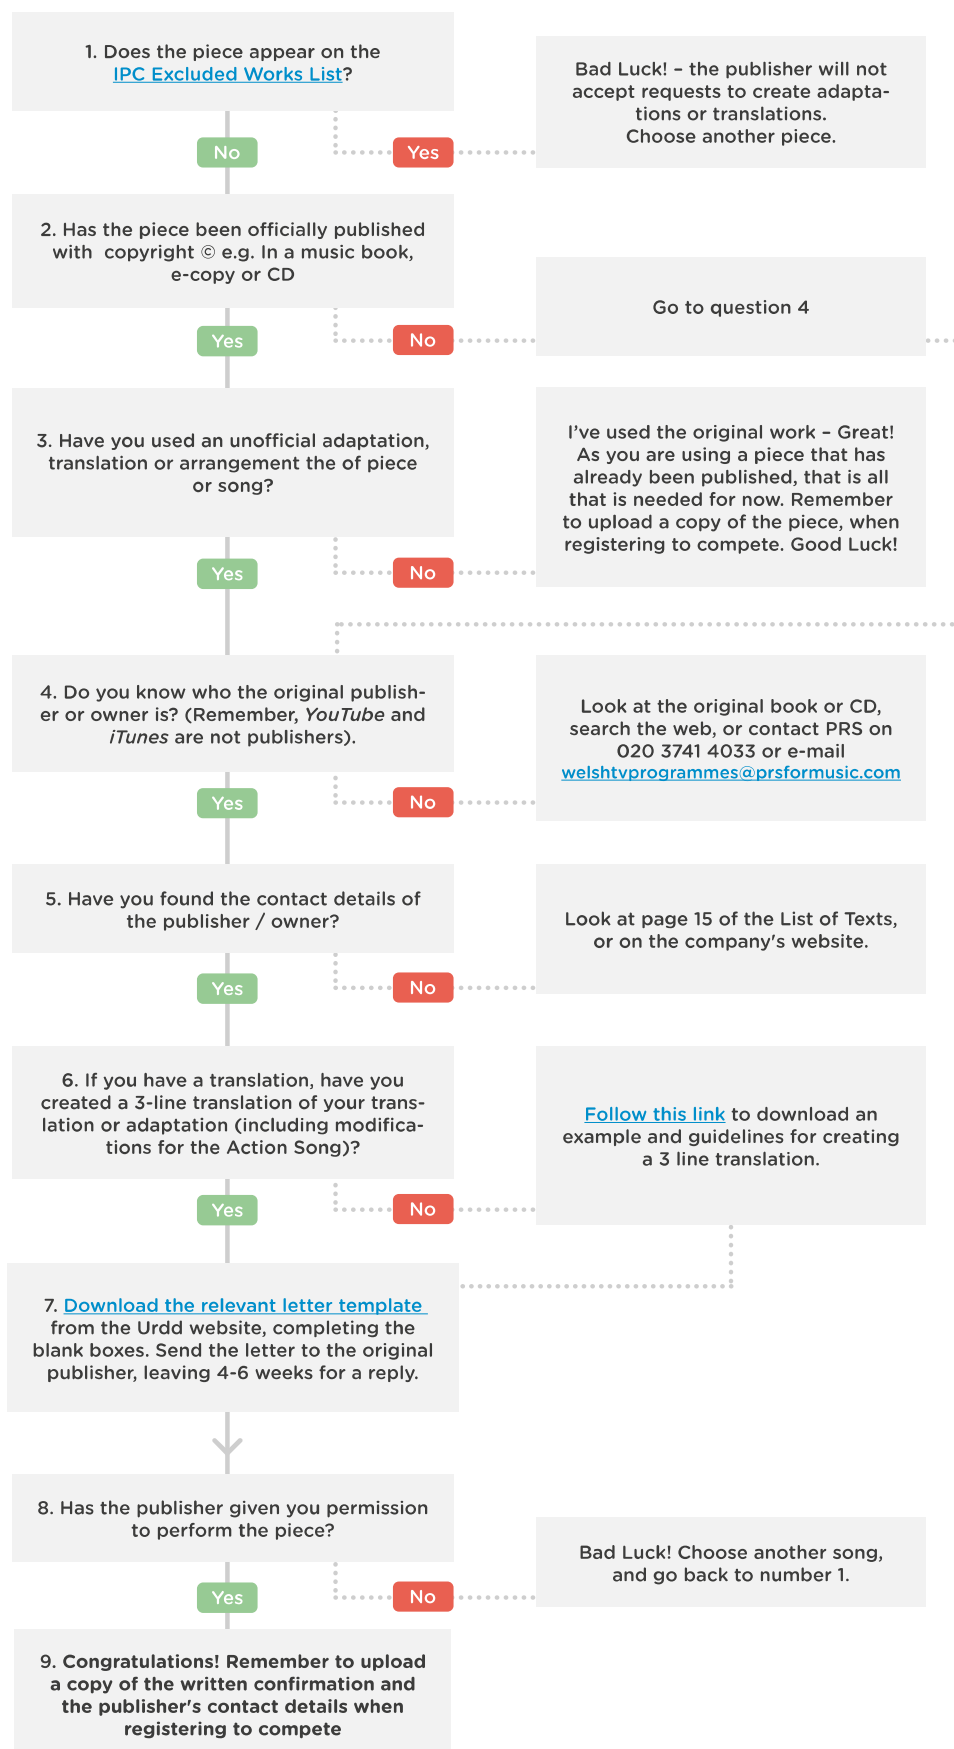 1. Does the piece appear on the
IPC Excluded Works List?
Bad Luck! – the publisher will not
accept requests to create adapta-
tions or translations.
Choose another piece.
No
Yes
2. Has the piece been officially published
with copyright © e.g. In a music book,
e-copy or CD
Go to question 4
Yes
No
3. Have you used an unofficial adaptation,
translation or arrangement the of piece
or song?
I've used the original work – Great!
As you are using a piece that has
already been published, that is all
that is needed for now. Remember
to upload a copy of the piece, when
registering to compete. Good Luck!
Yes
No
4. Do you know who the original publish-
er or owner is? (Remember, YouTube and
iTunes are not publishers).
Look at the original book or CD,
search the web, or contact PRS on
020 3741 4033 or e-mail
welshtvprogrammes@prsformusic.com
Yes
No
5. Have you found the contact details of
the publisher / owner?
Look at page 15 of the List of Texts,
or on the company's website.
Yes
No
6. If you have a translation, have you
created a 3-line translation of your trans-
lation or adaptation (including modifica-
tions for the Action Song)?
Follow this link to download an
example and guidelines for creating
a 3 line translation.
Yes
No
7. Download the relevant letter template
from the Urdd website, completing the
blank boxes. Send the letter to the original
publisher, leaving 4-6 weeks for a reply.
8. Has the publisher given you permission
to perform the piece?
Bad Luck! Choose another song,
and go back to number 1.
Yes
No
9. Congratulations! Remember to upload
a copy of the written confirmation and
the publisher's contact details when
registering to compete